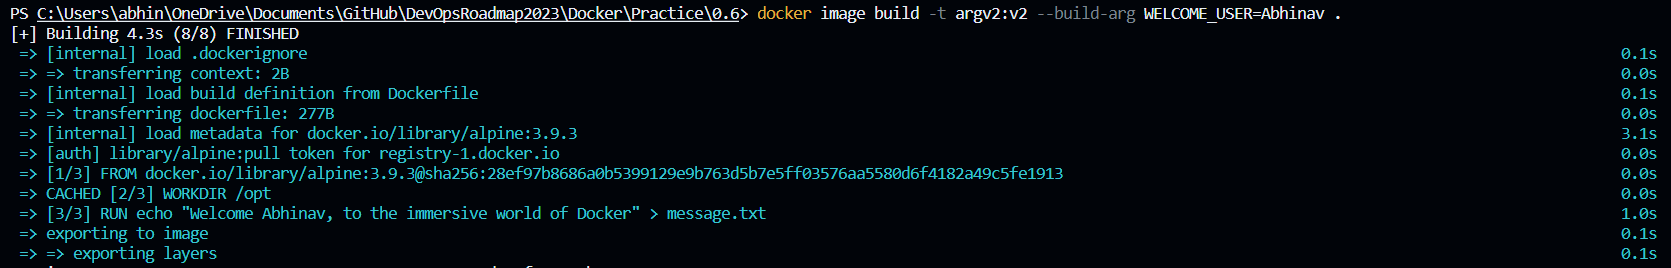 PS C:\Users\abhin\OneDrive\Documents\GitHub\DevOpsRoadmap2023\Docker\Practice\0.6> docker image build -t argv2:v2 --build-arg WELCOME_USER=Abhinav .
[+] Building 4.3s (8/8) FINISHED
=> [internal] load .dockerignore 0.1s
=> => transferring context: 2B 0.0s
=> [internal] load build definition from Dockerfile 0.1s
=> => transferring dockerfile: 277B 0.0s
=> [internal] load metadata for docker.io/library/alpine:3.9.3 3.1s
=> [auth] library/alpine:pull token for registry-1.docker.io 0.0s
=> [1/3] FROM docker.io/library/alpine:3.9.3@sha256:28ef97b8686a0b5399129e9b763d5b7e5ff03576aa5580d6f4182a49c5fe1913 0.0s
=> CACHED [2/3] WORKDIR /opt 0.0s
=> [3/3] RUN echo "Welcome Abhinav, to the immersive world of Docker" > message.txt 1.0s
=> exporting to image 0.1s
=> => exporting layers 0.1s